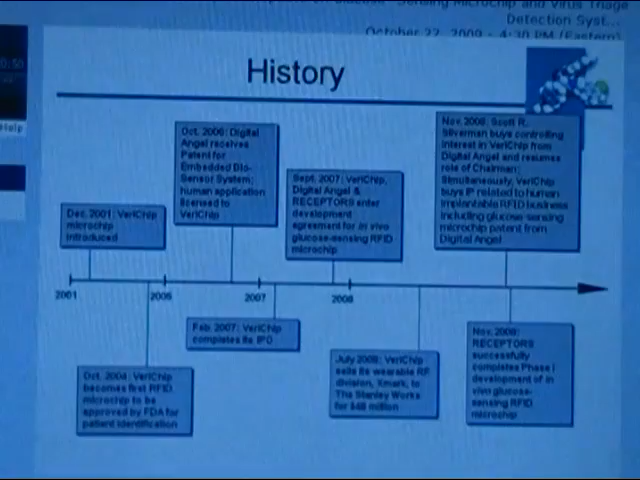 Sensing Microchip and Virus Triage
Detection Syst...
October 22, 2009 - 4:30 PM (Eastern)
Help
History
Oct. 2006: Digital
Angel receives
Patent for
Embedded Bio-
Sensor System;
human application
licensed to
VeriChip
Nov. 2008: Scott R.
Silverman buys controlling
interest in VeriChip from
Digital Angel and resumes
role of Chairman;
Simultaneously, VeriChip
buys IP related to human
implantable RFID business
including glucose-sensing
microchip patent from
Digital Angel
Sept. 2007: VeriChip,
Digital Angel &
RECEPTORS enter
development
agreement for in vivo
glucose-sensing RFID
microchip
Dec. 2001: VeriChip
microchip
introduced
2001
2006
2007
2008
Feb. 2007: VeriChip
completes its IPO
Nov. 2008:
RECEPTORS
successfully
completes Phase I
development of in
vivo glucose-
sensing RFID
microchip
July 2008: VeriChip
sells its wearable RF
division, Xmark, to
The Stanley Works
for $48 million
Oct. 2004: VeriChip
becomes first RFID
microchip to be
approved by FDA for
patient identification